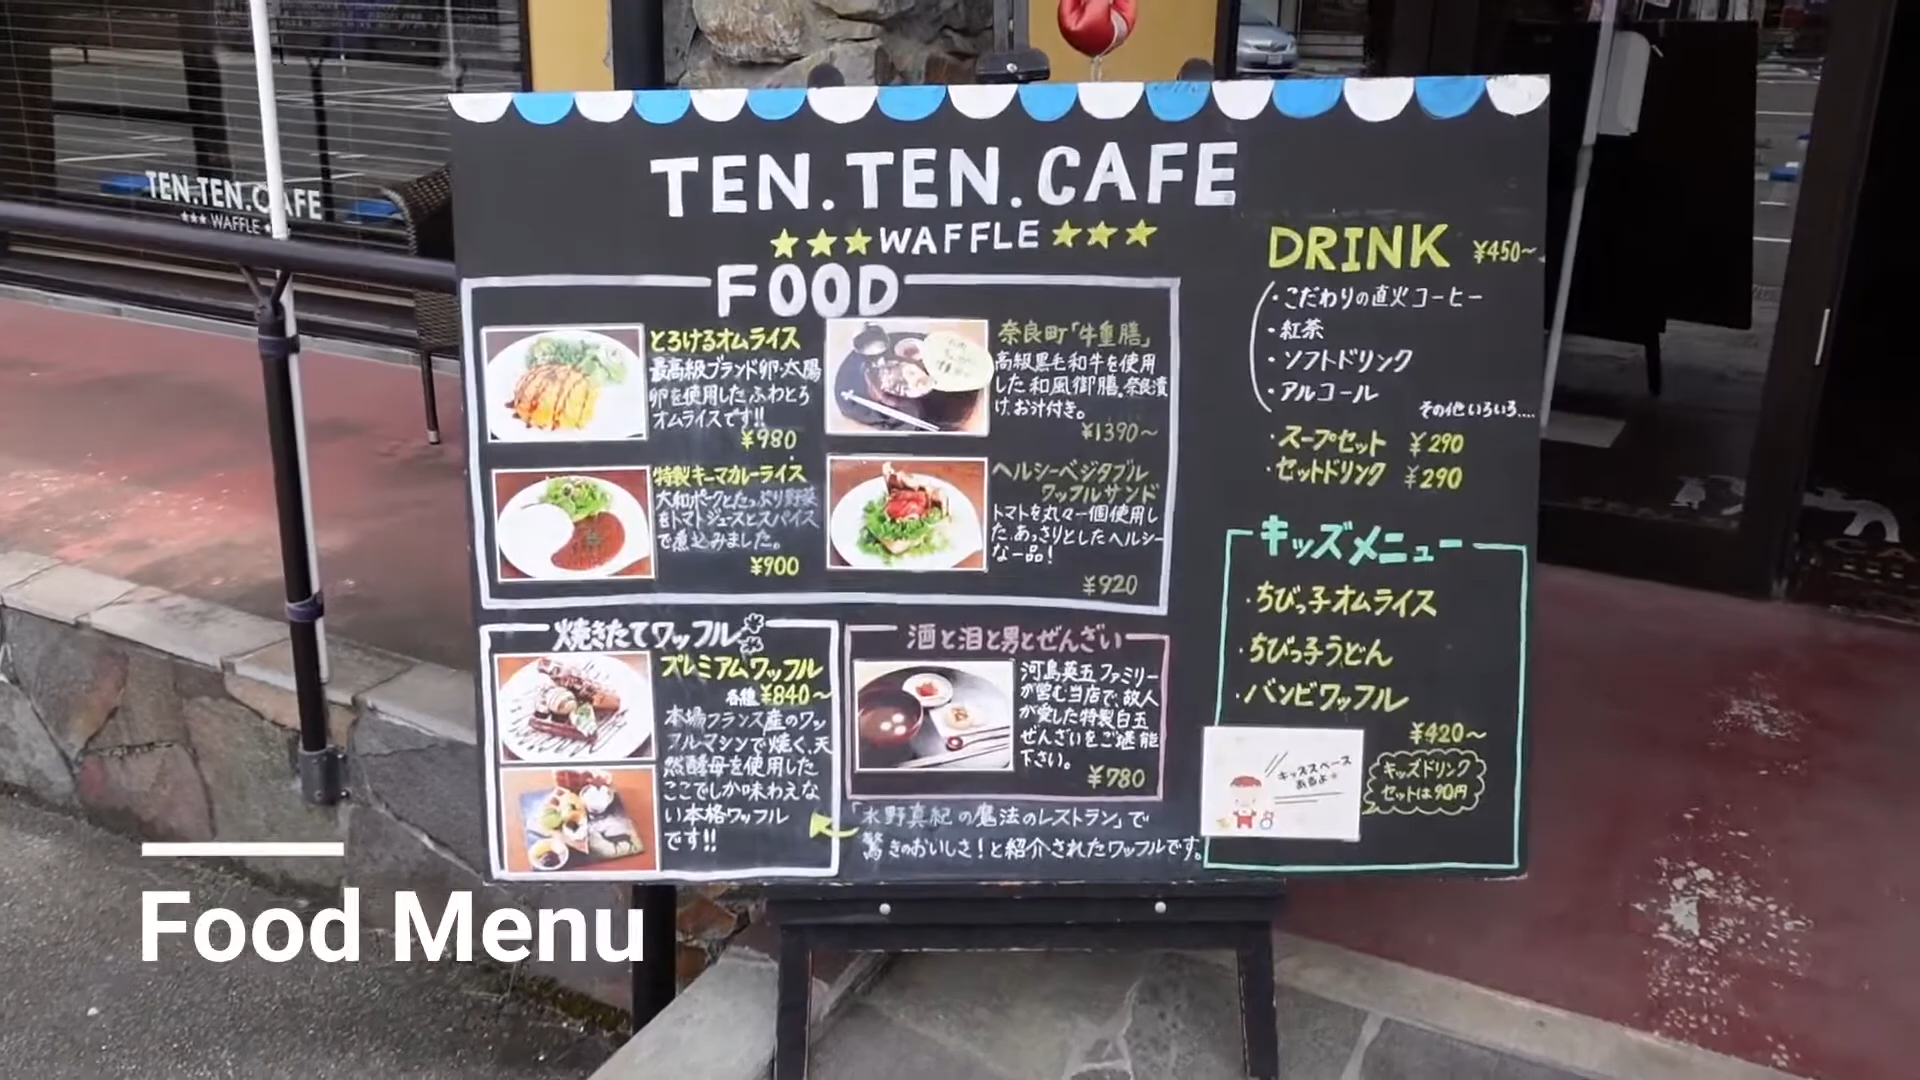 TEN.TEN.CAFE
★★★ WAFFLE
TEN.TEN.CAFE
★★★WAFFLE★★★
FOOD
とろけるオムライス
最高級ブランド卵・太陽
卵を使用したふわとろ
オムライスです!!
¥980
奈良町「牛重膳」
高級黒毛和牛を使用
した和風御膳。奈良漬
け、お汁付き。
¥1390〜
特製キーマカレーライス
大和ポークとたっぷり野菜
をトマトジュースとスパイス
で煮込みました。
¥900
ヘルシーベジタブル
ワッフルサンド
トマトを丸々一個使用し
た、あっさりとしたヘルシー
な一品!
¥920
焼きたてワッフル
プレミアムワッフル
各種 ¥840〜
本場フランス産のワッ
フルマシンで焼く、天
然酵母を使用した
ここでしか味わえな
い本格ワッフル
です!!
酒と泪と男とぜんざい
河島英五ファミリー
が営む当店で、故人
が愛した特製白玉
ぜんざいをご堪能
下さい。
¥780
「水野真紀の魔法のレストラン」で
驚きのおいしさ!と紹介されたワッフルです。
DRINK ¥450〜
・こだわりの直火コーヒー
・紅茶
・ソフトドリンク
・アルコール
その他いろいろ....
・スープセット ¥290
・セットドリンク ¥290
キッズメニュー
・ちびっ子オムライス
・ちびっ子うどん
・バンビワッフル
¥420〜
キッズスペース
あるよ☆
キッズドリンク
セットは90円
Food Menu